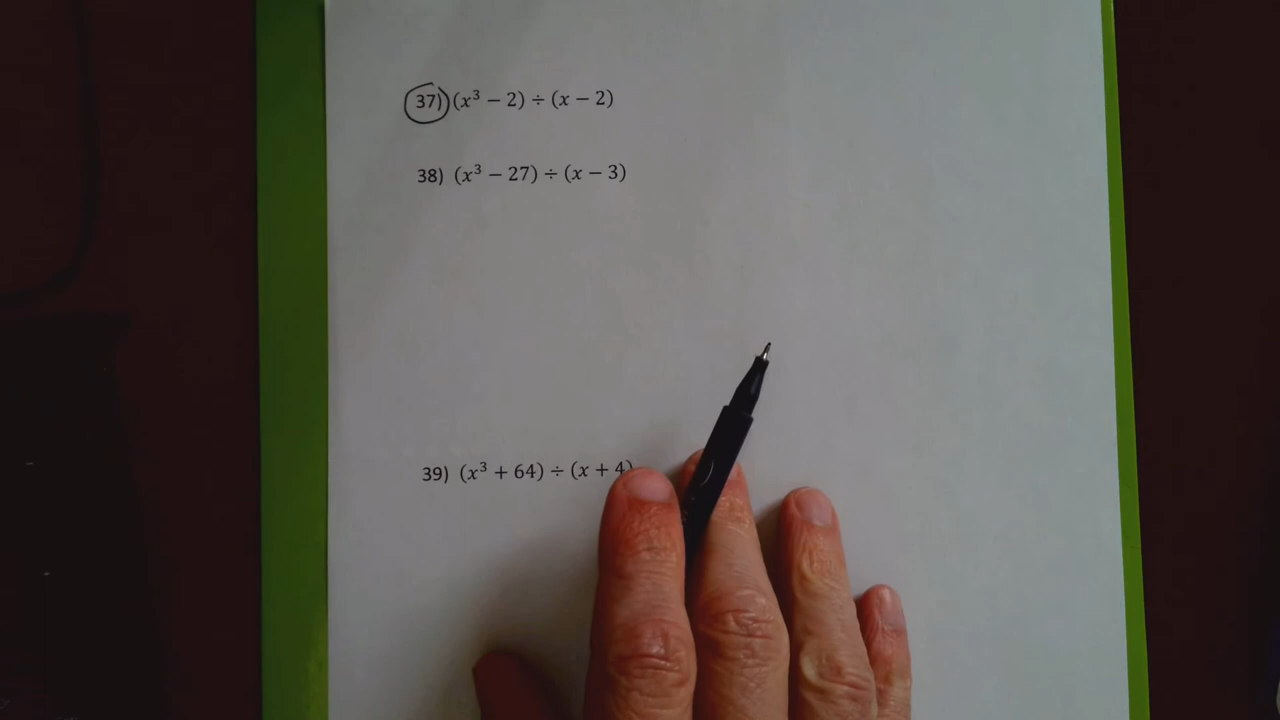 37) (x³ − 2) ÷ (x − 2)
38) (x³ − 27) ÷ (x − 3)
39) (x³ + 64) ÷ (x + 4)